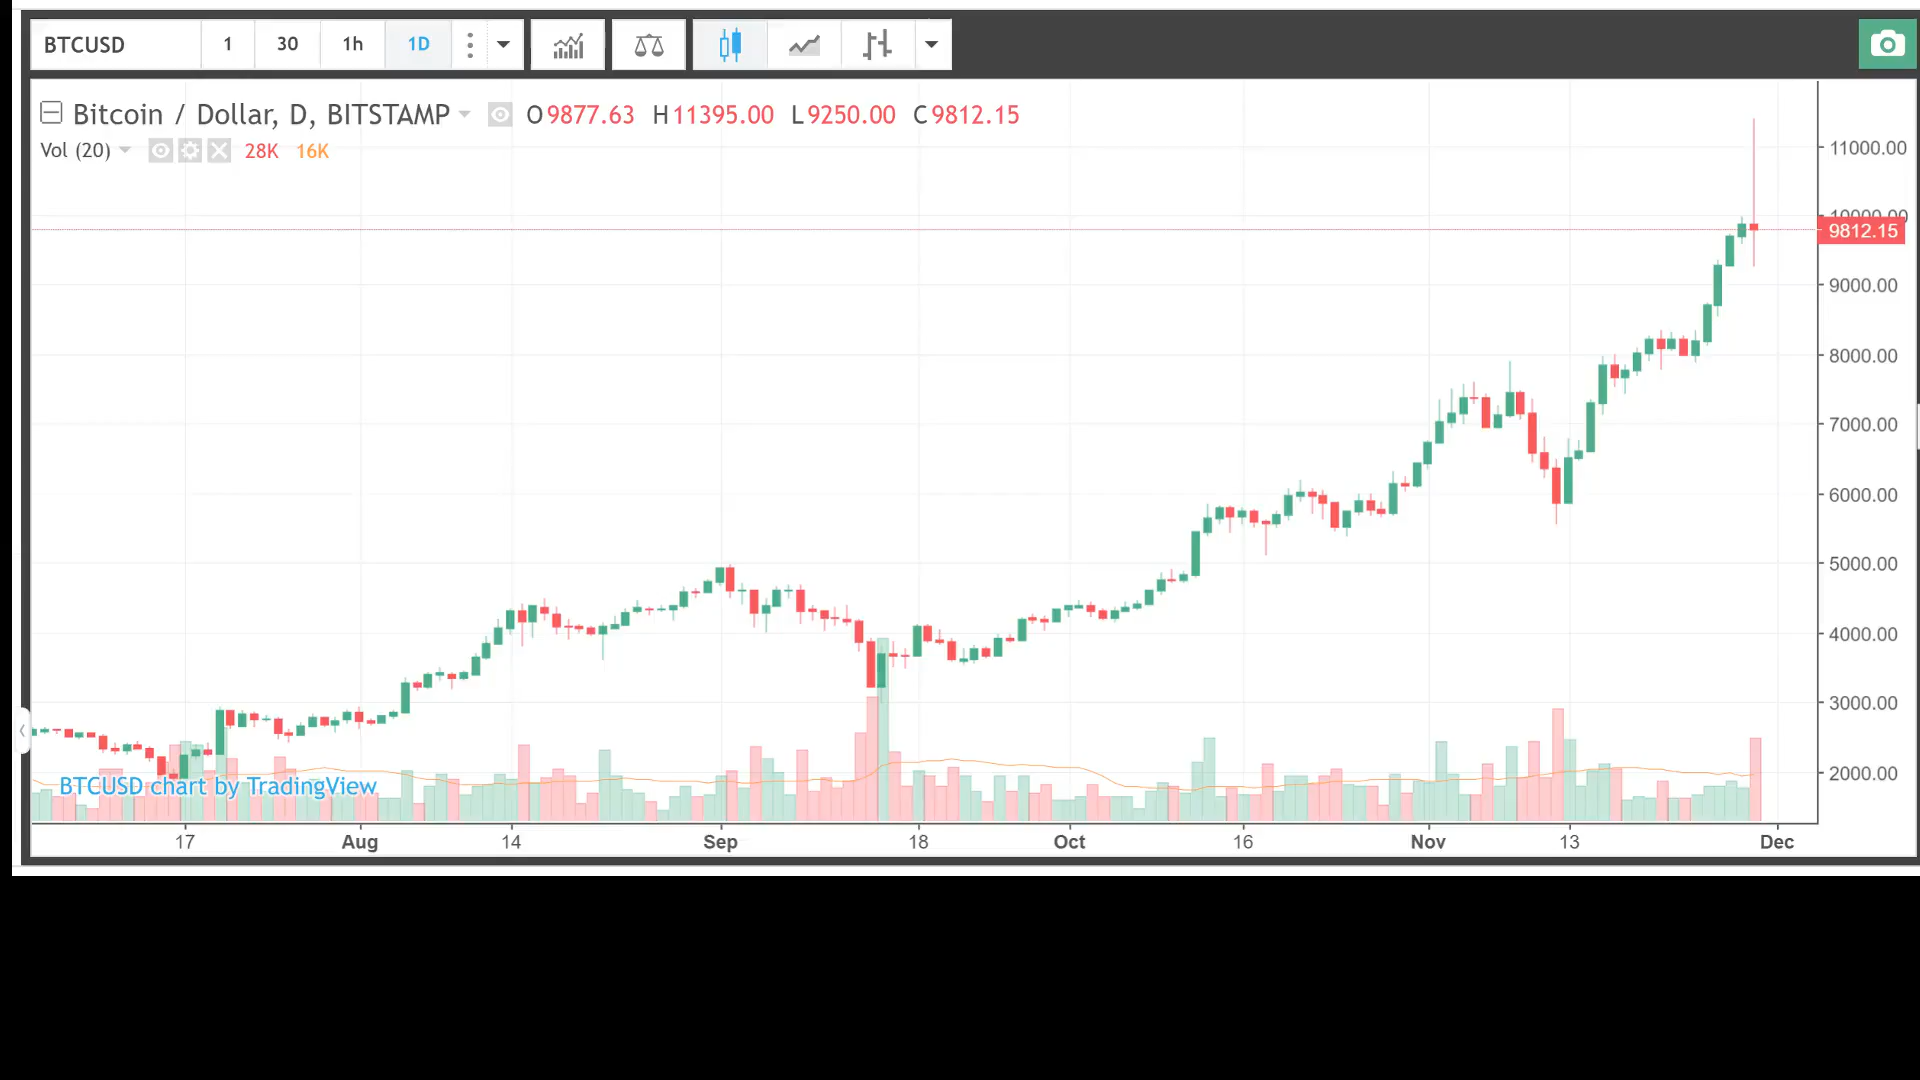 BTCUSD 1 30 1h 1D
Bitcoin / Dollar, D, BITSTAMP O9877.63 H11395.00 L9250.00 C9812.15
Vol (20) 28K 16K
11000.00
10000.00
9812.15
9000.00
8000.00
7000.00
6000.00
5000.00
4000.00
3000.00
2000.00
BTCUSD chart by TradingView
17 Aug 14 Sep 18 Oct 16 Nov 13 Dec